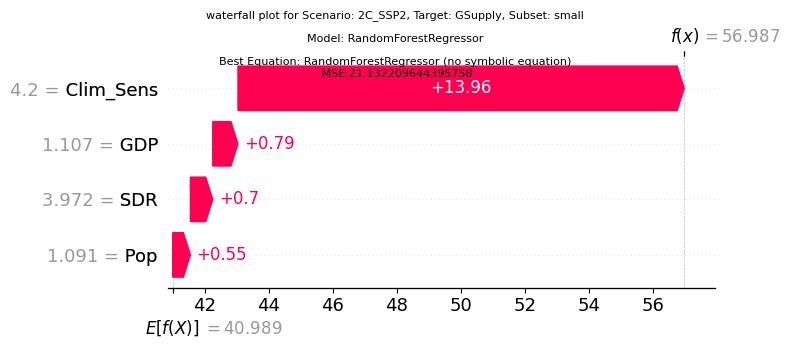 waterfall plot for Scenario: 2C_SSP2, Target: GSupply, Subset: small
f(x) = 56.987
Model: RandomForestRegressor
Best Equation: RandomForestRegressor (no symbolic equation)
MSE:21.132209644395758
4.2 = Clim_Sens
+13.96
1.107 = GDP
+0.79
3.972 = SDR
+0.7
1.091 = Pop
+0.55
42 44 46 48 50 52 54 56
E[f(X)] = 40.989